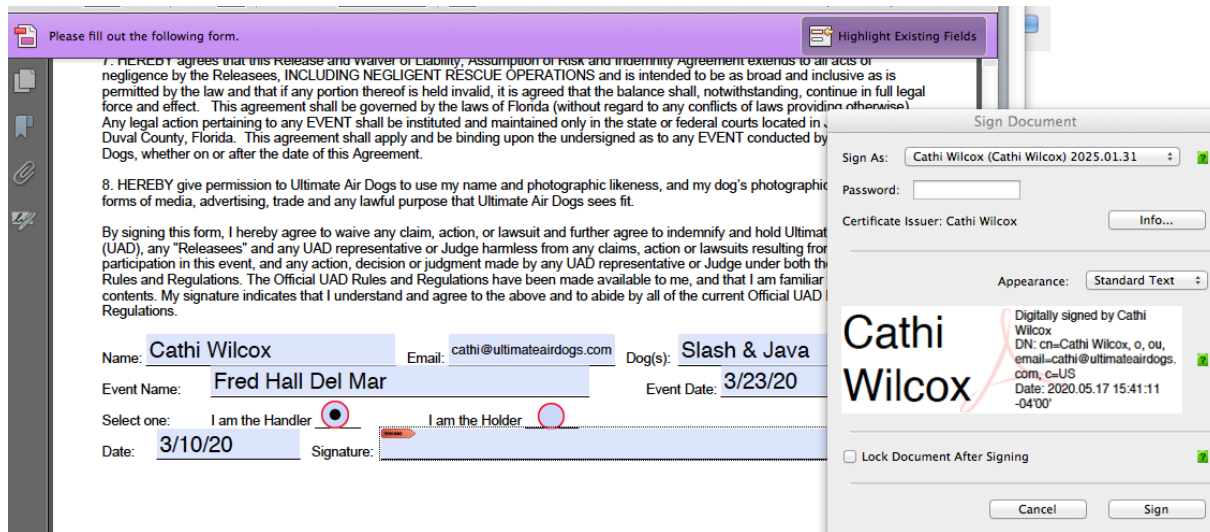 Please fill out the following form.
Highlight Existing Fields
7. HEREBY agrees that this Release and Waiver of Liability, Assumption of Risk and Indemnity Agreement extends to all acts of
negligence by the Releasees, INCLUDING NEGLIGENT RESCUE OPERATIONS and is intended to be as broad and inclusive as is
permitted by the law and that if any portion thereof is held invalid, it is agreed that the balance shall, notwithstanding, continue in full legal
force and effect. This agreement shall be governed by the laws of Florida (without regard to any conflicts of laws providing otherwise)
Any legal action pertaining to any EVENT shall be instituted and maintained only in the state or federal courts located in
Duval County, Florida. This agreement shall apply and be binding upon the undersigned as to any EVENT conducted by
Dogs, whether on or after the date of this Agreement.
8. HEREBY give permission to Ultimate Air Dogs to use my name and photographic likeness, and my dog's photographic
forms of media, advertising, trade and any lawful purpose that Ultimate Air Dogs sees fit.
By signing this form, I hereby agree to waive any claim, action, or lawsuit and further agree to indemnify and hold Ultimat
(UAD), any "Releasees" and any UAD representative or Judge harmless from any claims, action or lawsuits resulting from
participation in this event, and any action, decision or judgment made by any UAD representative or Judge under both the
Rules and Regulations. The Official UAD Rules and Regulations have been made available to me, and that I am familiar
contents. My signature indicates that I understand and agree to the above and to abide by all of the current Official UAD
Regulations.
Name: Cathi Wilcox Email: cathi@ultimateairdogs.com Dog(s): Slash & Java
Event Name: Fred Hall Del Mar Event Date: 3/23/20
Select one: I am the Handler I am the Holder
Date: 3/10/20 Signature:
Sign Document
Sign As: Cathi Wilcox (Cathi Wilcox) 2025.01.31
Password:
Certificate Issuer: Cathi Wilcox Info...
Appearance: Standard Text
Cathi
Wilcox
Digitally signed by Cathi
Wilcox
DN: cn=Cathi Wilcox, o, ou,
email=cathi@ultimateairdogs.
com, c=US
Date: 2020.05.17 15:41:11
-04'00'
Lock Document After Signing
Cancel Sign